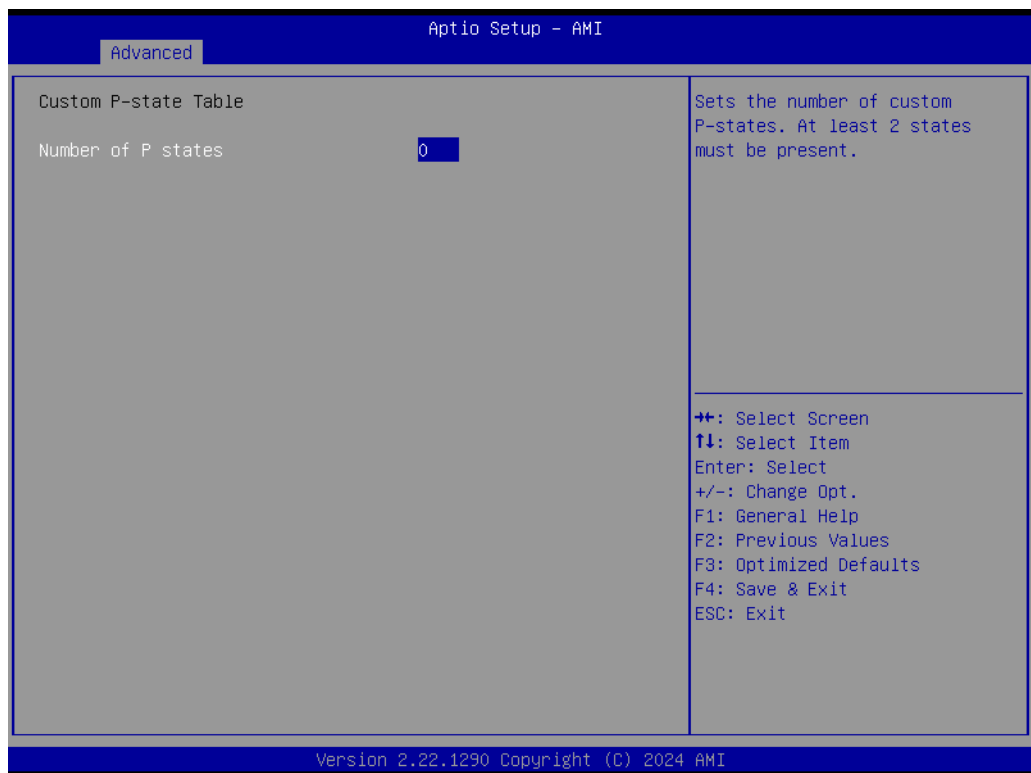 Aptio Setup – AMI
Advanced
Custom P-state Table
Number of P states 0
Sets the number of custom
P-states. At least 2 states
must be present.
→←: Select Screen
↑↓: Select Item
Enter: Select
+/-: Change Opt.
F1: General Help
F2: Previous Values
F3: Optimized Defaults
F4: Save & Exit
ESC: Exit
Version 2.22.1290 Copyright (C) 2024 AMI